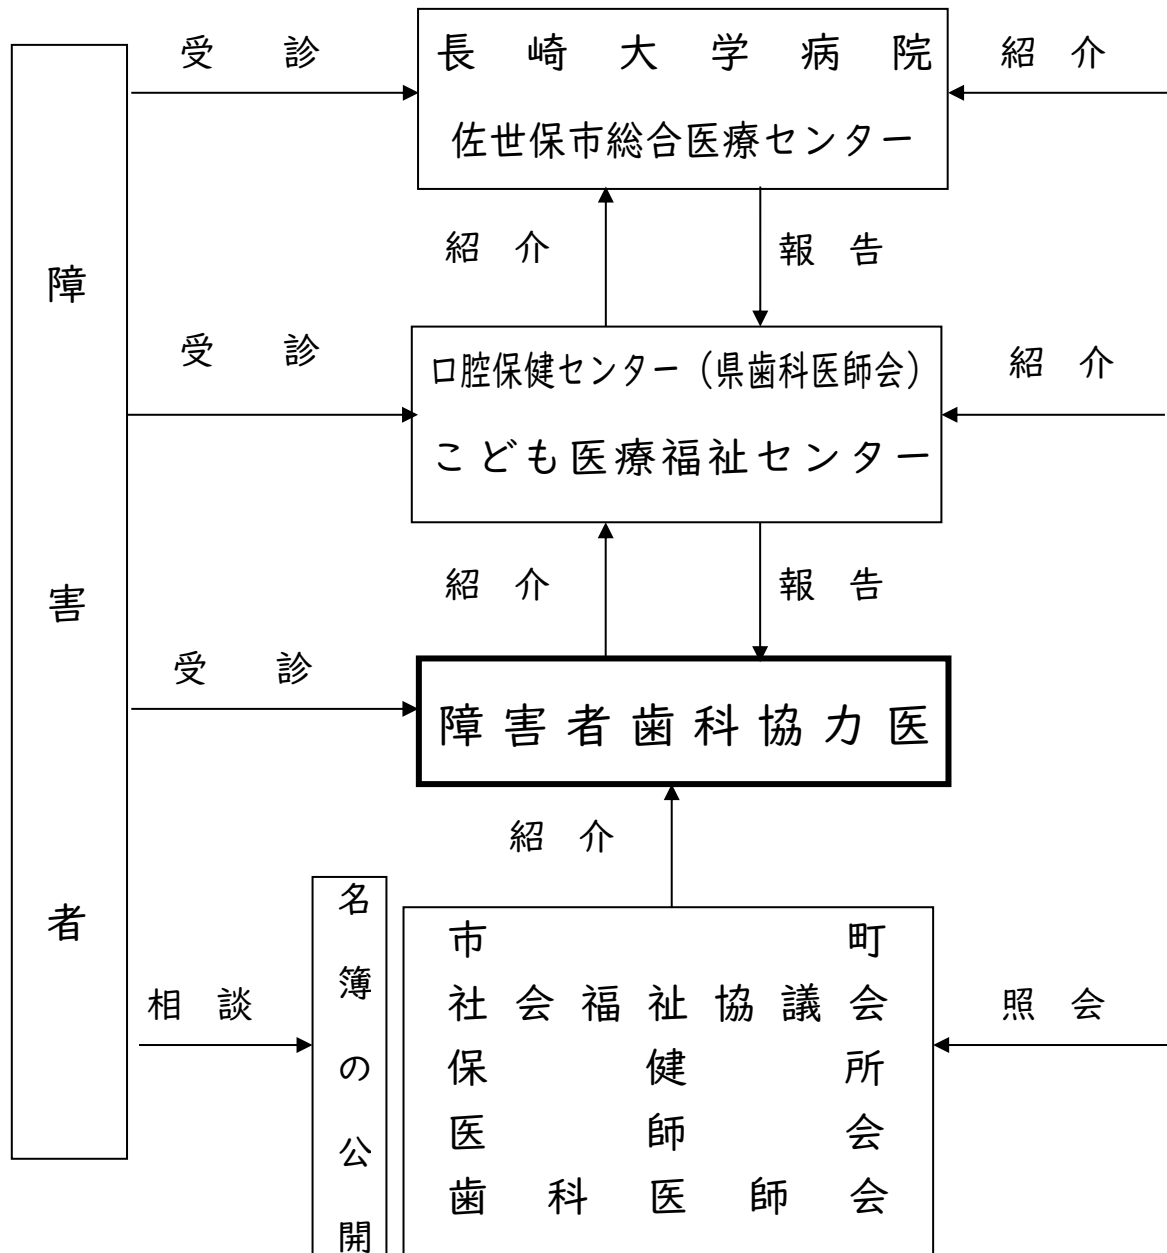 受診
長崎大学病院
佐世保市総合医療センター
紹介
紹介
報告
障害者
受診
口腔保健センター（県歯科医師会）
こども医療福祉センター
紹介
紹介
報告
受診
障害者歯科協力医
紹介
相談
名簿の公開
市町
社会福祉協議会
保健所
医師会
歯科医師会
照会